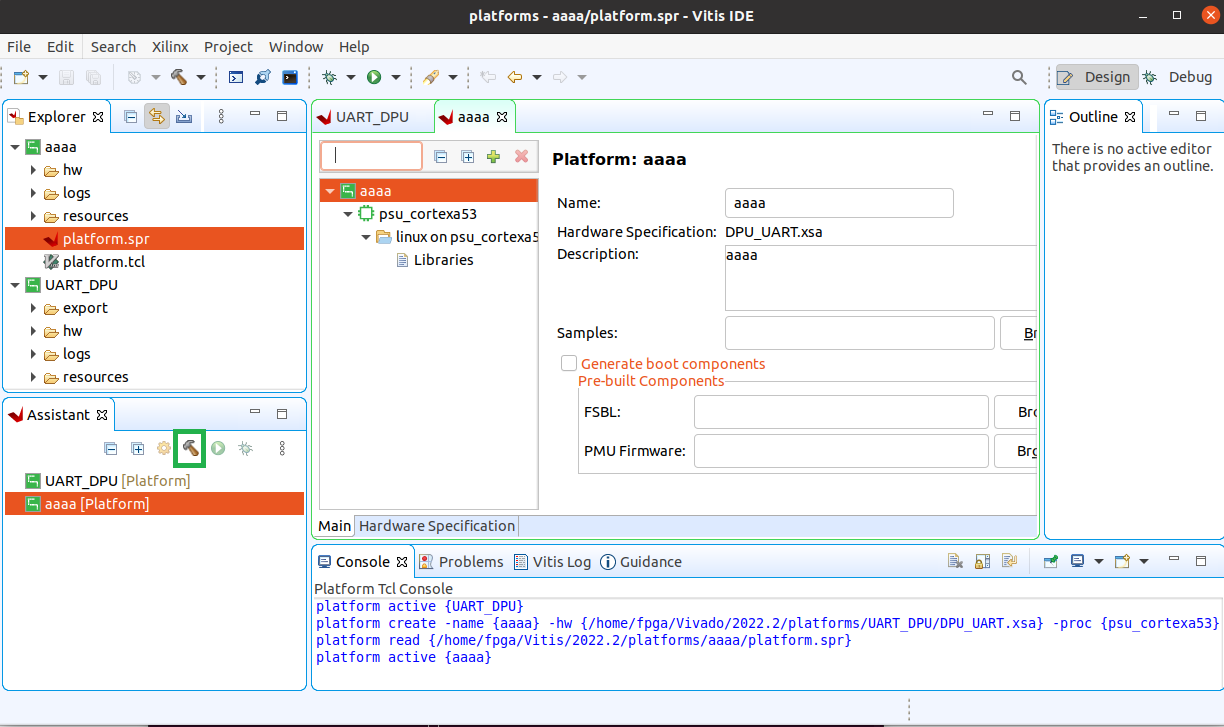 platforms - aaaa/platform.spr - Vitis IDE
File Edit Search Xilinx Project Window Help
Design Debug
Explorer
aaaa
hw
logs
resources
platform.spr
platform.tcl
UART_DPU
export
hw
logs
resources
Assistant
UART_DPU [Platform]
aaaa [Platform]
UART_DPU aaaa
aaaa
psu_cortexa53
linux on psu_cortexa5
Libraries
Platform: aaaa
Name: aaaa
Hardware Specification: DPU_UART.xsa
Description: aaaa
Samples: Br
Generate boot components
Pre-built Components
FSBL: Bro
PMU Firmware: Bro
Main Hardware Specification
Outline
There is no active editor
that provides an outline.
Console Problems Vitis Log Guidance
Platform Tcl Console
platform active {UART_DPU}
platform create -name {aaaa} -hw {/home/fpga/Vivado/2022.2/platforms/UART_DPU/DPU_UART.xsa} -proc {psu_cortexa53}
platform read {/home/fpga/Vitis/2022.2/platforms/aaaa/platform.spr}
platform active {aaaa}